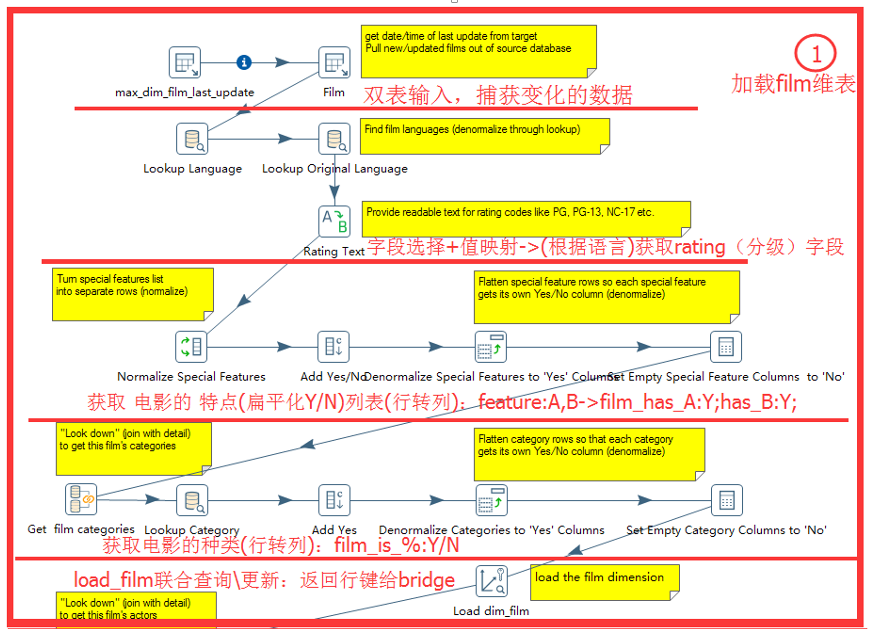 get date/time of last update from target
Pull new/updated films out of source database
1
加载film维表
max_dim_film_last_update
Film
双表输入，捕获变化的数据
Find film languages (denormalize through lookup)
Lookup Language
Lookup Original Language
Provide readable text for rating codes like PG, PG-13, NC-17 etc.
A
B
Rating Text
字段选择+值映射->(根据语言)获取rating（分级）字段
Turn special features list
into separate rows (normalize)
Flatten special feature rows so each special feature
gets its own Yes/No column (denormalize)
Normalize Special Features
Add Yes/No
Denormalize Special Features to 'Yes' Columns
Set Empty Special Feature Columns to 'No'
获取 电影的 特点(扁平化Y/N)列表(行转列)：feature:A,B->film_has_A:Y;has_B:Y;
"Look down" (join with detail)
to get this film's categories
Flatten category rows so that each category
gets its own Yes/No column (denormalize)
Get film categories
Lookup Category
Add Yes
Denormalize Categories to 'Yes' Columns
Set Empty Category Columns to 'No'
获取电影的种类(行转列)：film_is_%:Y/N
load_film联合查询\更新：返回行键给bridge
load the film dimension
Load dim_film
"Look down" (join with detail)
to get this film's actors